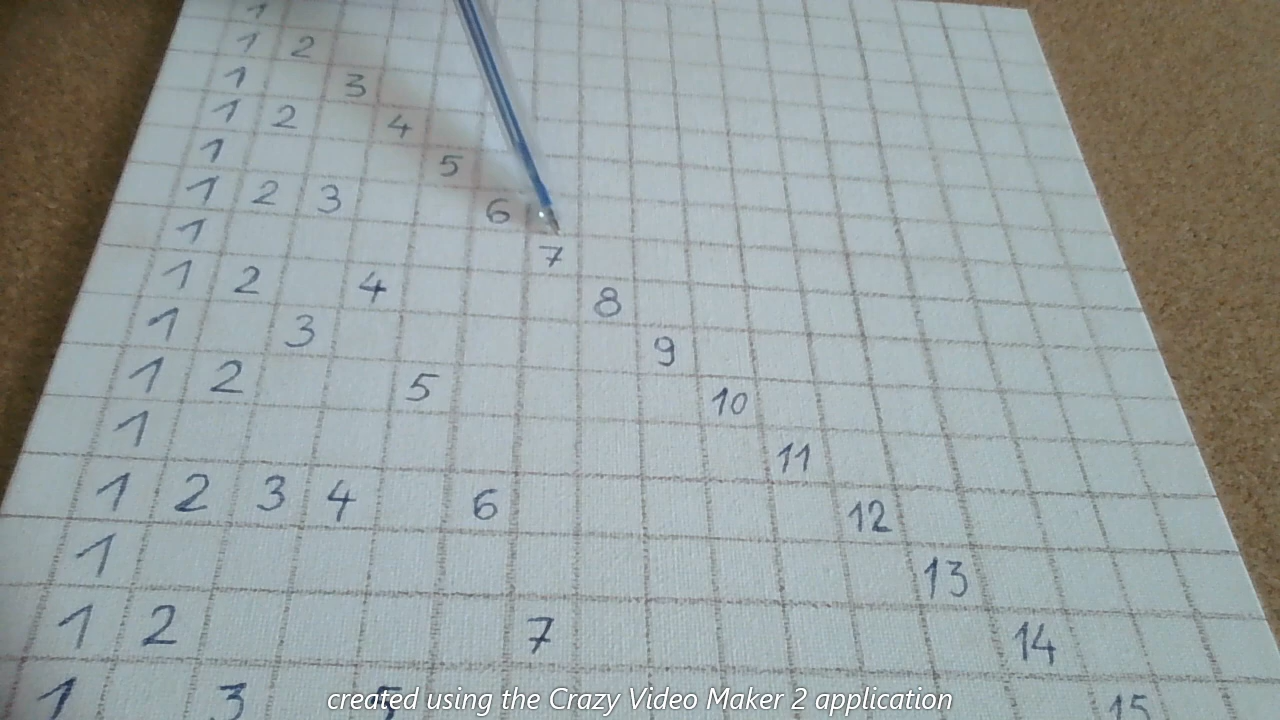 1
1 2
1 3
1 2 4
1 5
1 2 3 6
1 7
1 2 4 8
1 3 9
1 2 5 10
1 11
1 2 3 4 6 12
1 13
1 2 7 14
1 3 5 15
created using the Crazy Video Maker 2 application